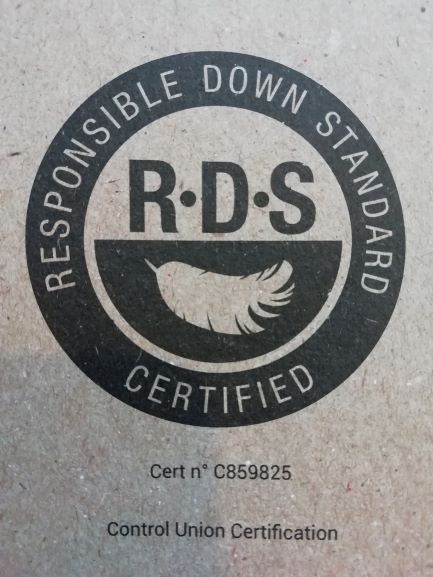 RESPONSIBLE DOWN STANDARD
R·D·S
CERTIFIED
Cert n° C859825
Control Union Certification